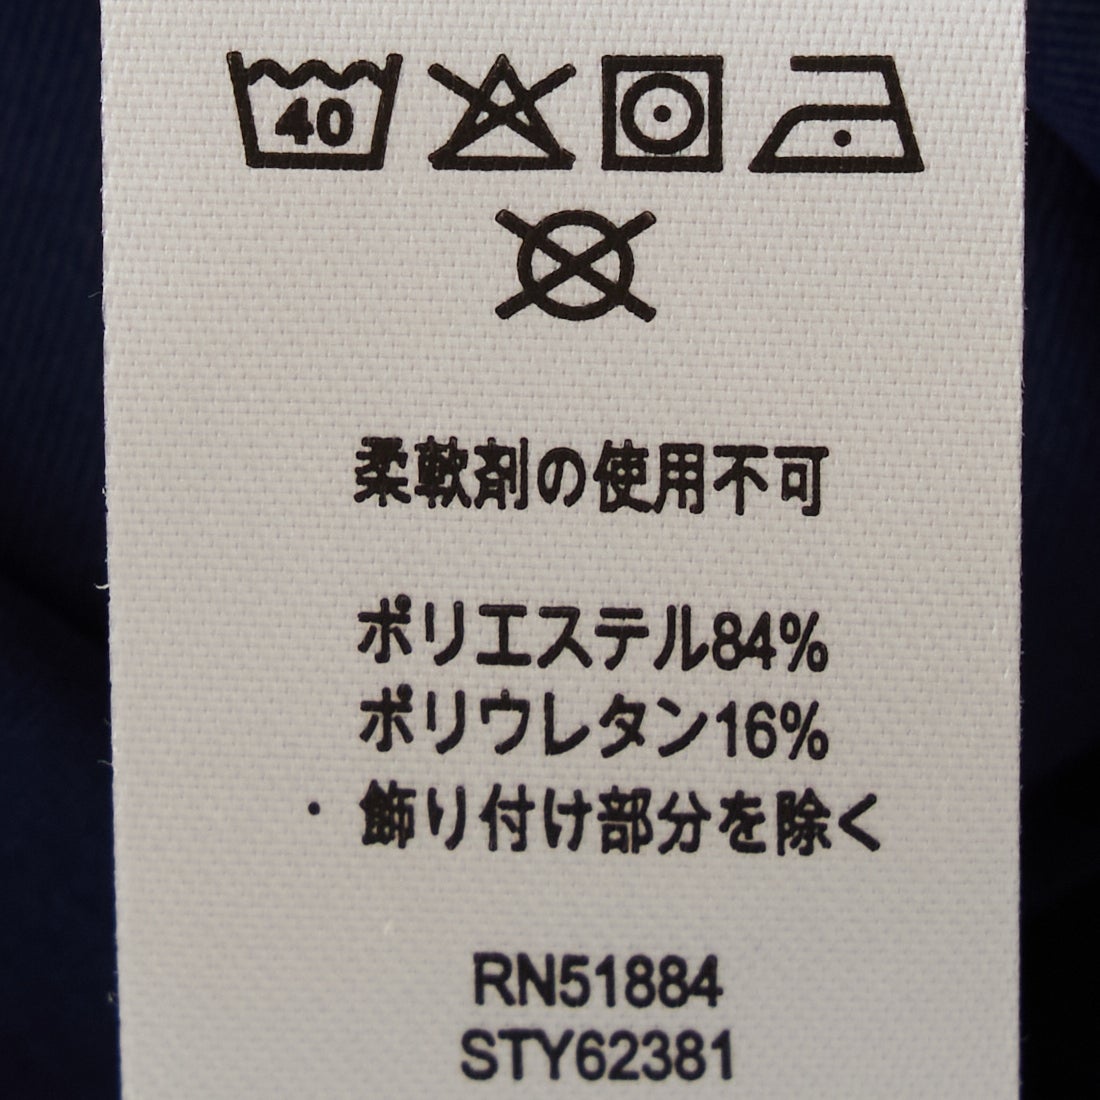 40
柔軟剤の使用不可
ポリエステル84%
ポリウレタン16%
・飾り付け部分を除く
RN51884
STY62381